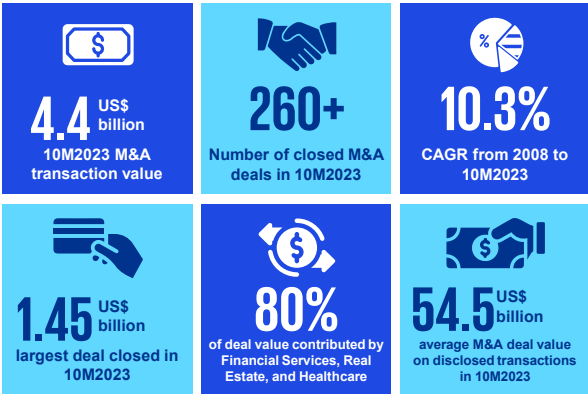 $
4.4 US$
billion
10M2023 M&A
transaction value
260+
Number of closed M&A
deals in 10M2023
%
10.3%
CAGR from 2008 to
10M2023
1.45 US$
billion
largest deal closed in
10M2023
$
80%
of deal value contributed by
Financial Services, Real
Estate, and Healthcare
$
54.5 US$
billion
average M&A deal value
on disclosed transactions
in 10M2023